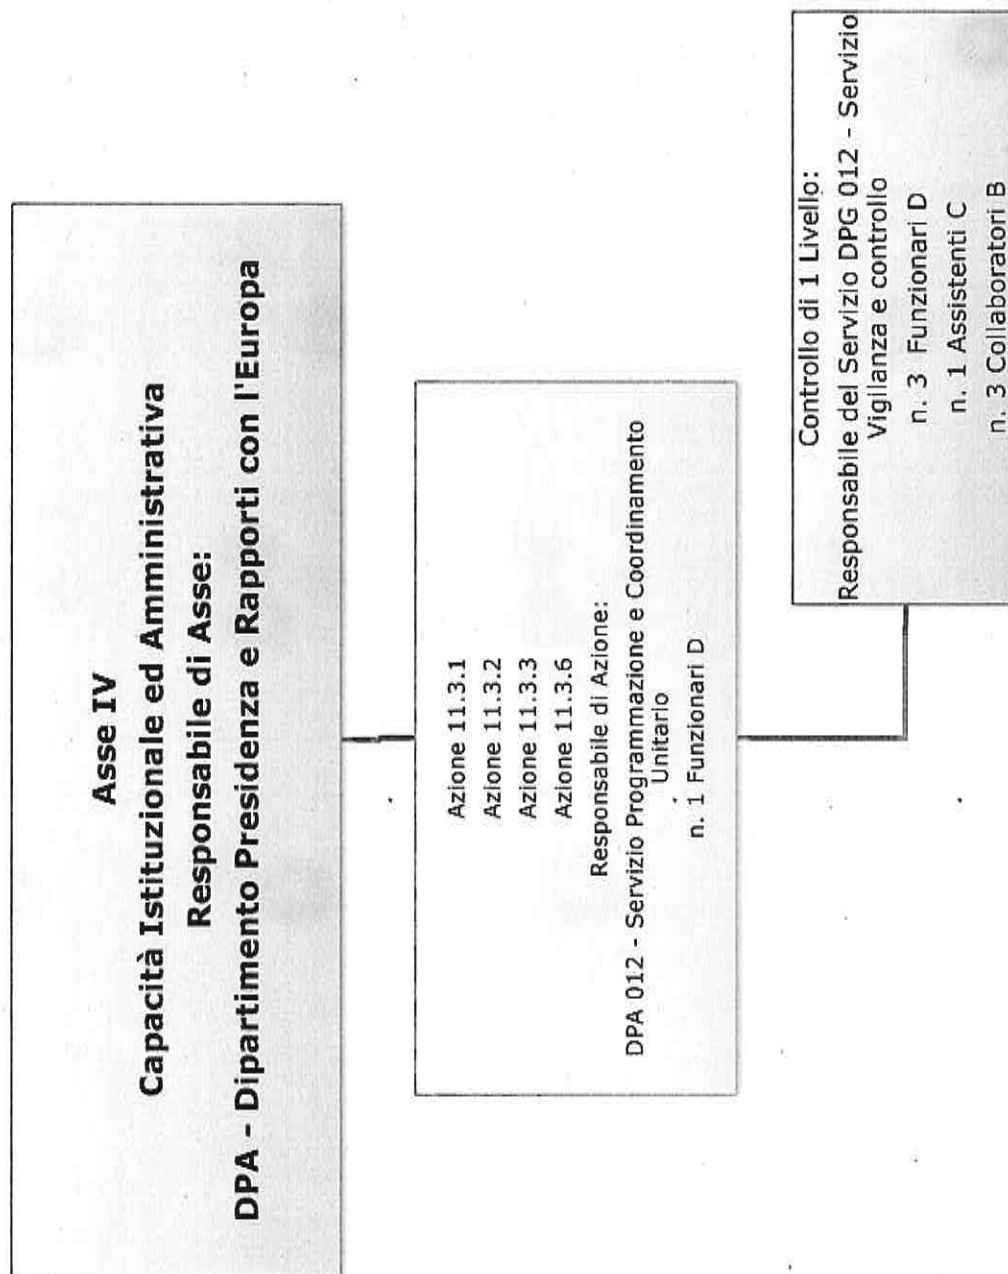 Asse IV
Capacità Istituzionale ed Amministrativa
Responsabile di Asse:
DPA - Dipartimento Presidenza e Rapporti con l'Europa
Azione 11.3.1
Azione 11.3.2
Azione 11.3.3
Azione 11.3.6
Responsabile di Azione:
DPA 012 - Servizio Programmazione e Coordinamento
Unitario
n. 1 Funzionari D
Controllo di 1 Livello:
Responsabile del Servizio DPG 012 - Servizio
Vigilanza e controllo
n. 3 Funzionari D
n. 1 Assistenti C
n. 3 Collaboratori B